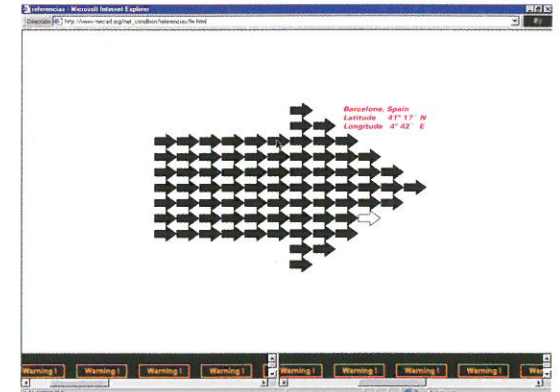 referencias - Microsoft Internet Explorer
Dirección
Barcelona, Spain
Latitude 41° 17´ N
Longitude 4° 42´ E
Warning ! Warning ! Warning ! Warning ! Warning ! Warning ! Warning ! Warning !